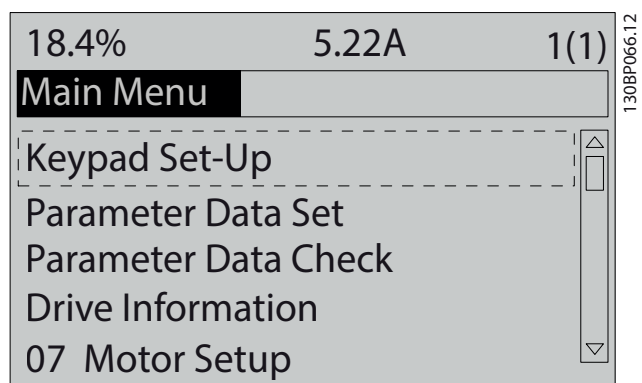 18.4% 5.22A 1(1)
Main Menu
Keypad Set-Up
Parameter Data Set
Parameter Data Check
Drive Information
07 Motor Setup
130BP066.12